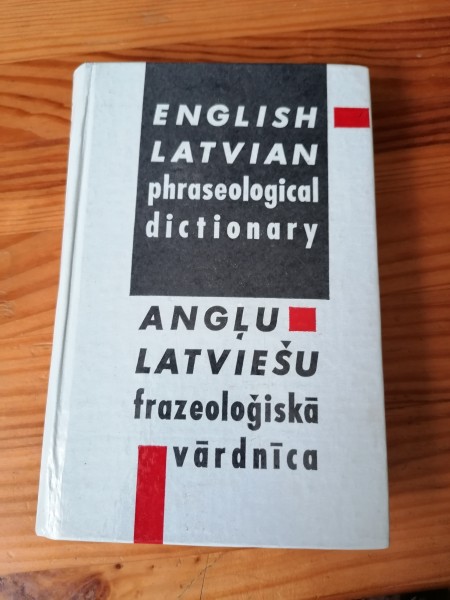 ENGLISH
LATVIAN
phraseological
dictionary
ANGĻU
LATVIEŠU
frazeoloģiskā
vārdnīca